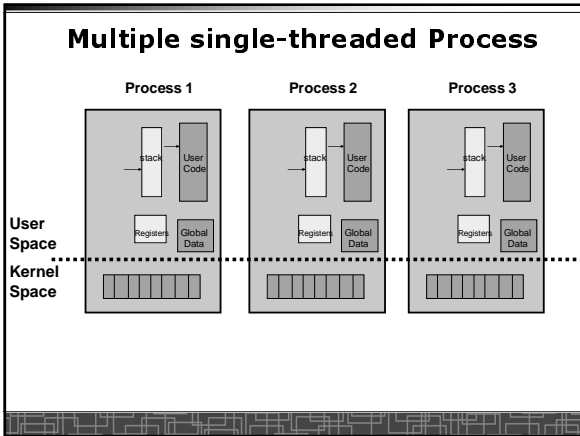 Multiple single-threaded Process
Process 1
Process 2
Process 3
stack
User
Code
stack
User
Code
stack
User
Code
Registers
Global
Data
Registers
Global
Data
Registers
Global
Data
User
Space
Kernel
Space